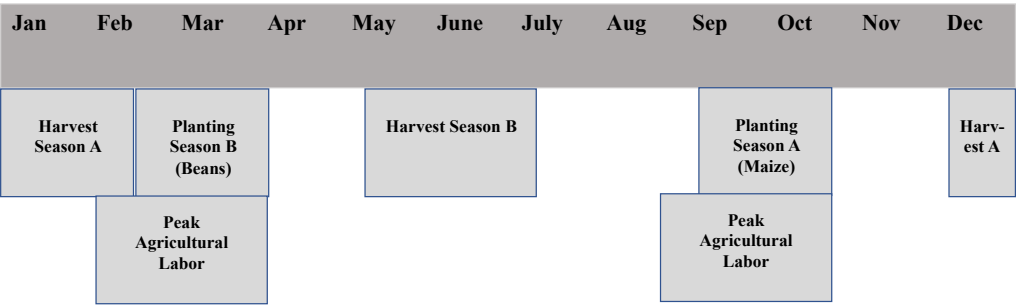 Jan Feb Mar Apr May June July Aug Sep Oct Nov Dec
Harvest
Season A
Planting
Season B
(Beans)
Harvest Season B
Planting
Season A
(Maize)
Harv-
est A
Peak
Agricultural
Labor
Peak
Agricultural
Labor